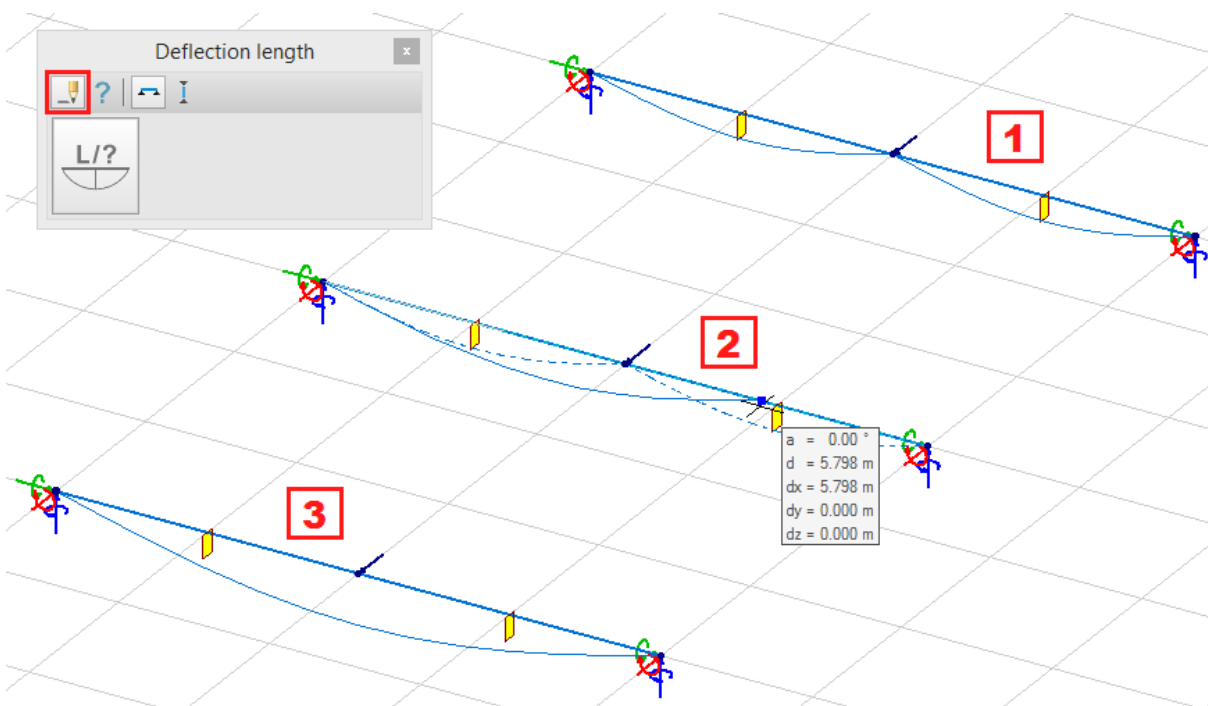 Deflection length
x
?
L/?
1
2
a = 0.00 °
d = 5.798 m
dx = 5.798 m
dy = 0.000 m
dz = 0.000 m
3